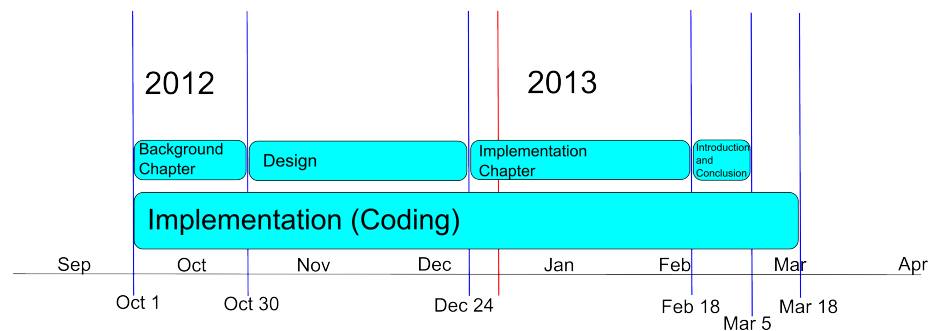 2012
2013
Background
Chapter
Design
Implementation
Chapter
Introduction
and
Conclusion
Implementation (Coding)
Sep Oct Nov Dec Jan Feb Mar Apr
Oct 1 Oct 30 Dec 24 Feb 18 Mar 18
Mar 5